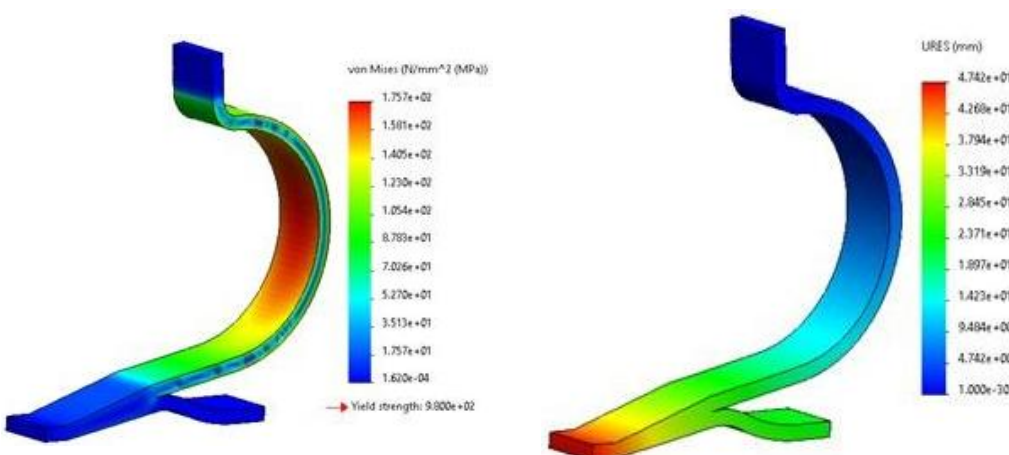 von Mises (N/mm^2 (MPa))
1.757e+02
1.581e+02
1.405e+02
1.230e+02
1.054e+02
8.783e+01
7.026e+01
5.270e+01
3.513e+01
1.757e+01
1.620e-04
Yield strength: 9.800e+02
URES (mm)
4.742e+01
4.268e+01
3.794e+01
3.319e+01
2.845e+01
2.371e+01
1.897e+01
1.423e+01
9.484e+00
4.742e+00
1.000e-30